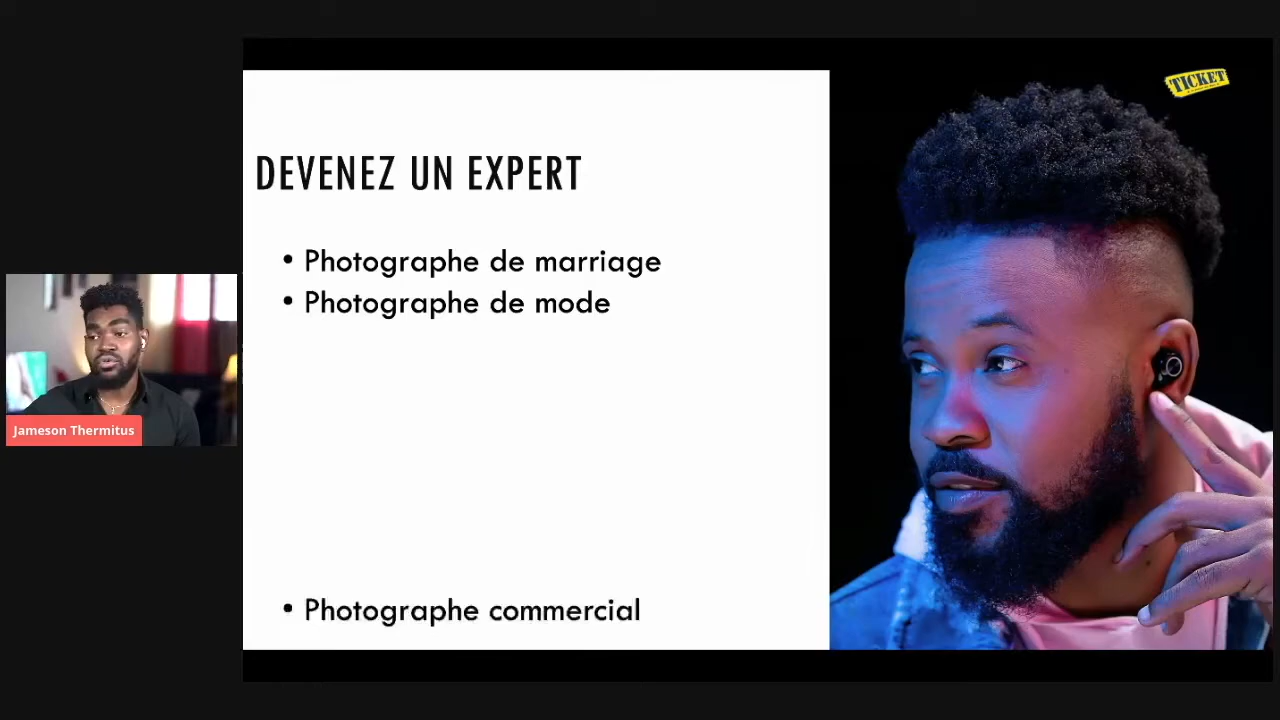 TICKET
DEVENEZ UN EXPERT
• Photographe de marriage
• Photographe de mode
• Photographe commercial
Jameson Thermitus